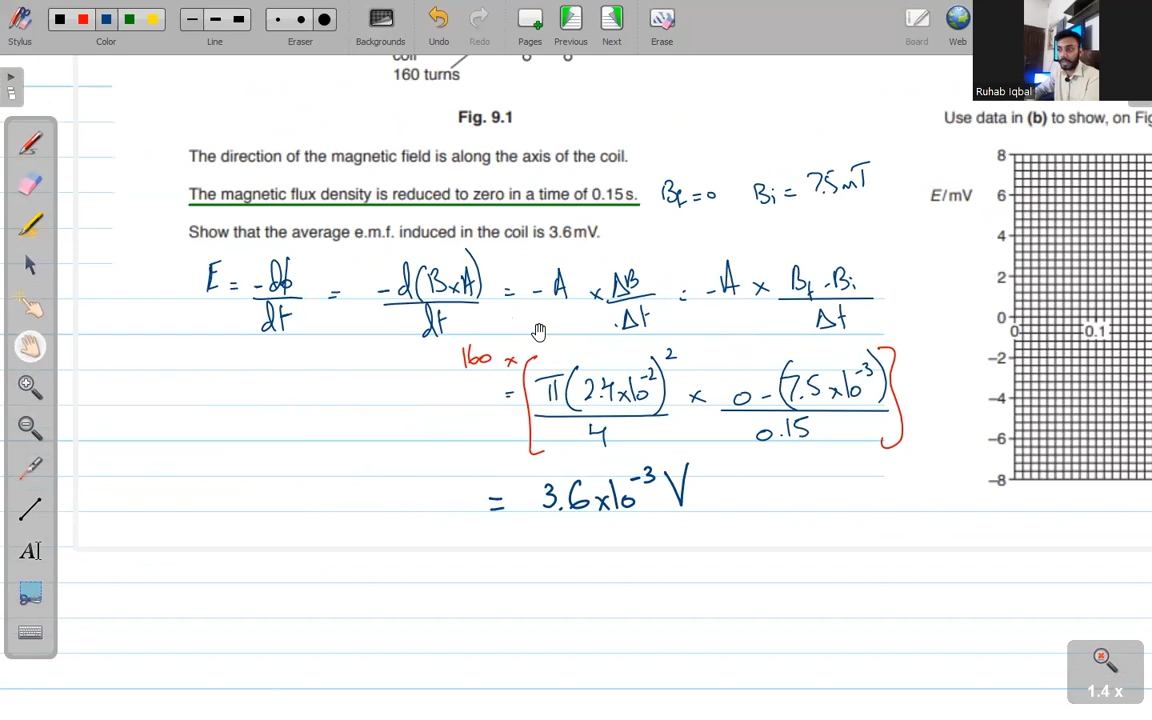 Stylus Color Line Eraser Backgrounds Undo Redo Pages Previous Next Erase Board Web
Ruhab Iqbal
coil
160 turns
Fig. 9.1
The direction of the magnetic field is along the axis of the coil.
The magnetic flux density is reduced to zero in a time of 0.15 s. Bf = 0 Bi = 7.5 mT
Show that the average e.m.f. induced in the coil is 3.6 mV.
E = -dϕ/dt = -d(B×A)/dt = -A × ΔB/Δt = -A × Bf - Bi/Δt
160 × [π(2.4×10^-2)^2/4 × 0-(7.5×10^-3)/0.15]
=
= 3.6×10^-3 V
Use data in (b) to show, on Fig
E/mV
8
6
4
2
0
0 0.1
-2
-4
-6
-8
AI
1.4 x